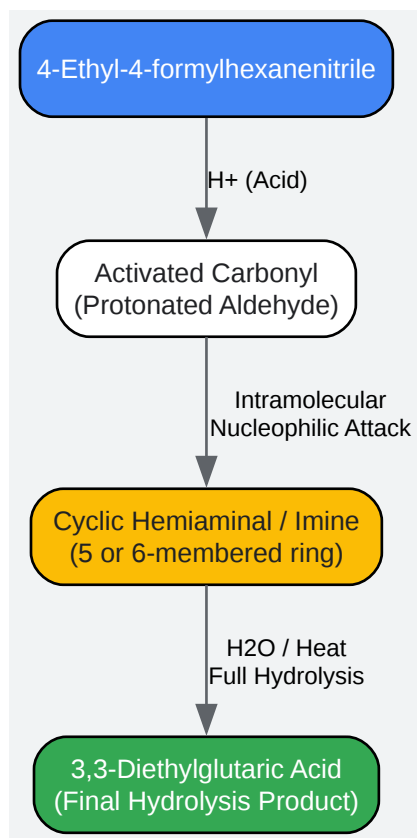 4-Ethyl-4-formylhexanenitrile
H+ (Acid)
Activated Carbonyl
(Protonated Aldehyde)
Intramolecular
Nucleophilic Attack
Cyclic Hemiaminal / Imine
(5 or 6-membered ring)
H2O / Heat
Full Hydrolysis
3,3-Diethylglutaric Acid
(Final Hydrolysis Product)